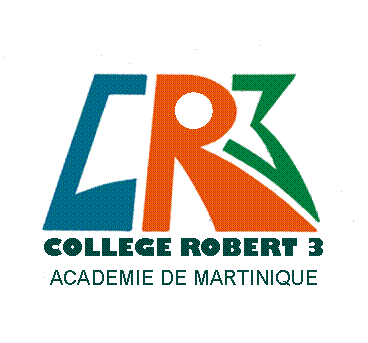 CR3
COLLEGE ROBERT 3
ACADEMIE DE MARTINIQUE